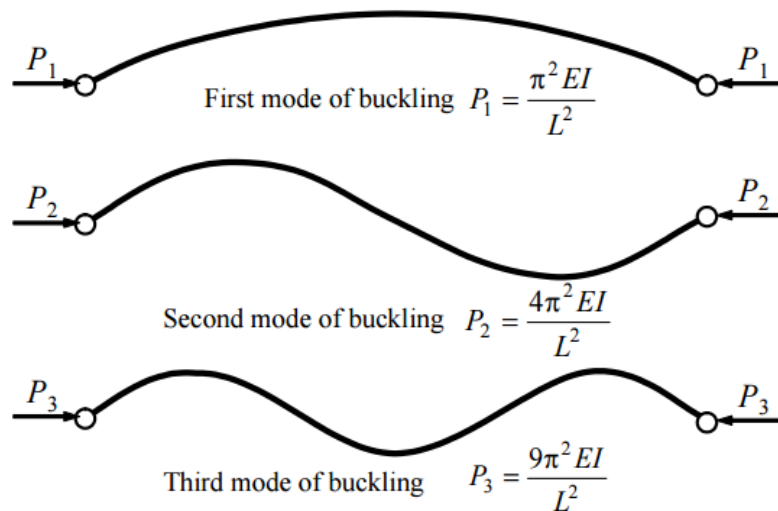 P₁ P₁
First mode of buckling P₁ = π²EI / L²
P₂ P₂
Second mode of buckling P₂ = 4π²EI / L²
P₃ P₃
Third mode of buckling P₃ = 9π²EI / L²